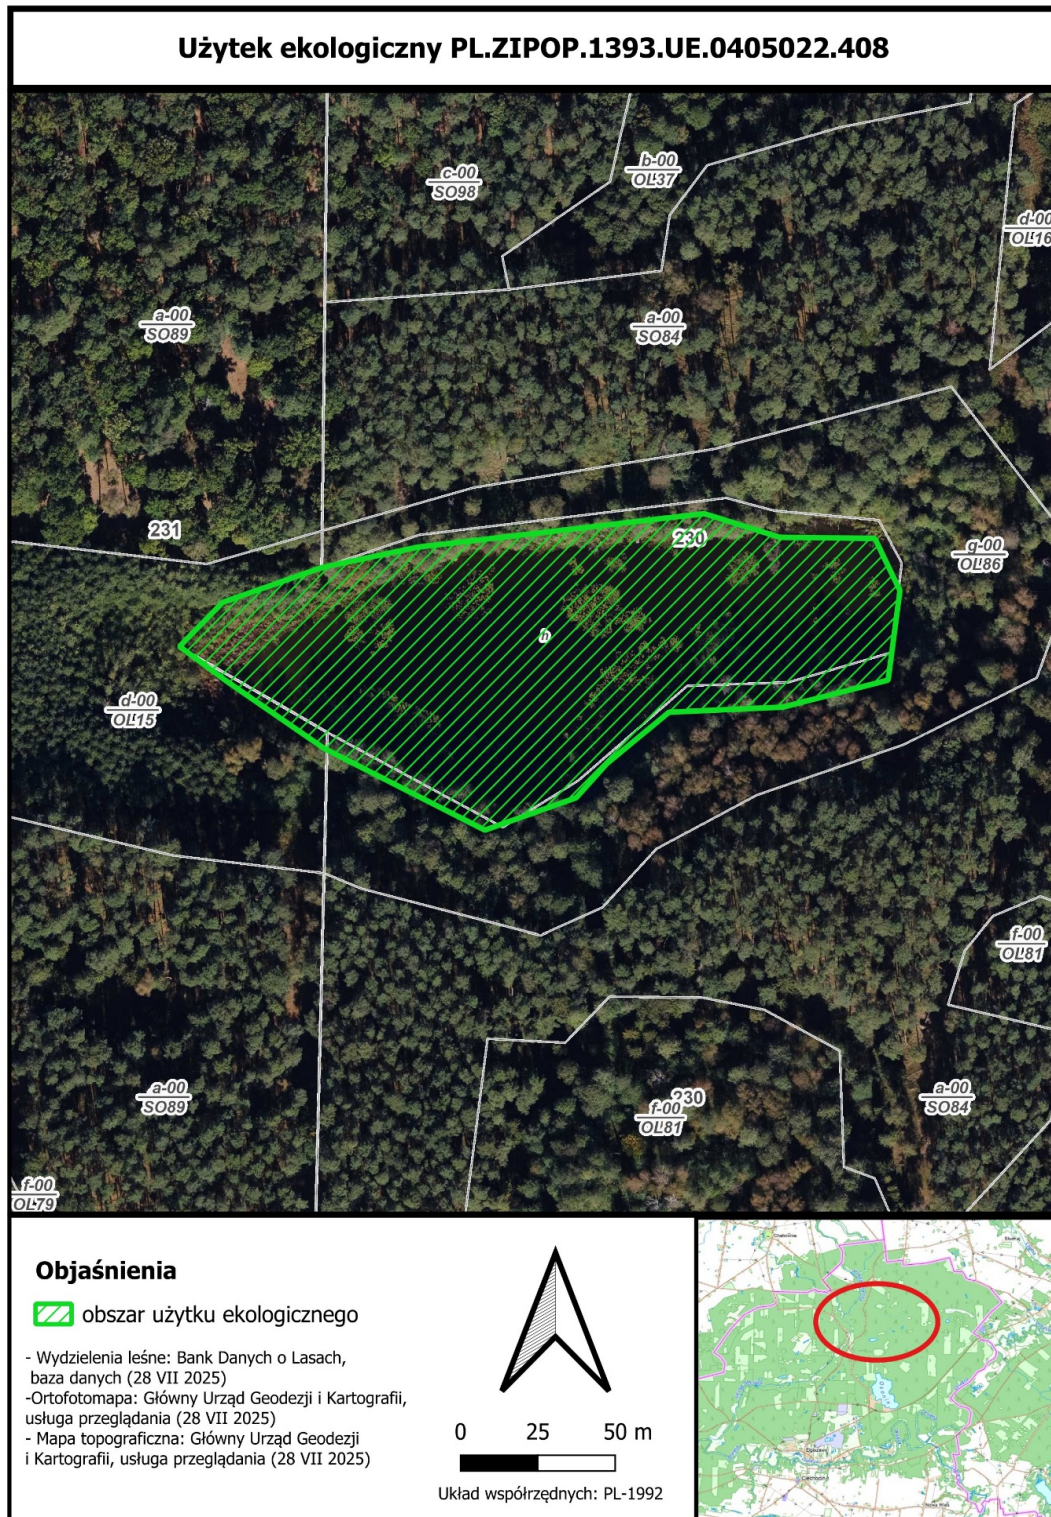 Użytek ekologiczny PL.ZIPOP.1393.UE.0405022.408
c-00
SO98
b-00
OL37
d-00
OL16
a-00
SO89
a-00
SO84
231
230
g-00
OL86
h
d-00
OL15
f-00
OL81
a-00
SO89
230
f-00
OL81
a-00
SO84
f-00
OL79
Objaśnienia
obszar użytku ekologicznego
- Wydzielenia leśne: Bank Danych o Lasach,
baza danych (28 VII 2025)
-Ortofotomapa: Główny Urząd Geodezji i Kartografii,
usługa przeglądania (28 VII 2025)
- Mapa topograficzna: Główny Urząd Geodezji
i Kartografii, usługa przeglądania (28 VII 2025)
0 25 50 m
Układ współrzędnych: PL-1992